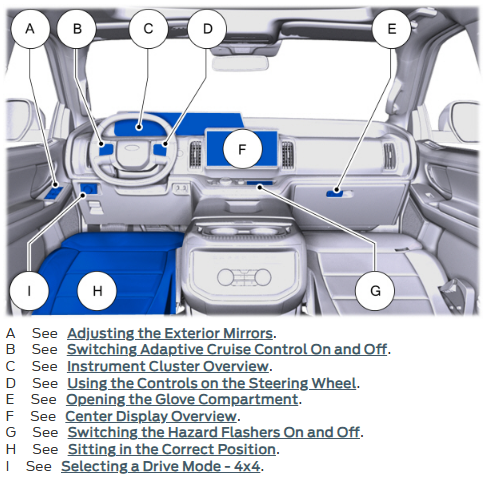 A B C D E
F
I H G
A See Adjusting the Exterior Mirrors.
B See Switching Adaptive Cruise Control On and Off.
C See Instrument Cluster Overview.
D See Using the Controls on the Steering Wheel.
E See Opening the Glove Compartment.
F See Center Display Overview.
G See Switching the Hazard Flashers On and Off.
H See Sitting in the Correct Position.
I See Selecting a Drive Mode - 4x4.